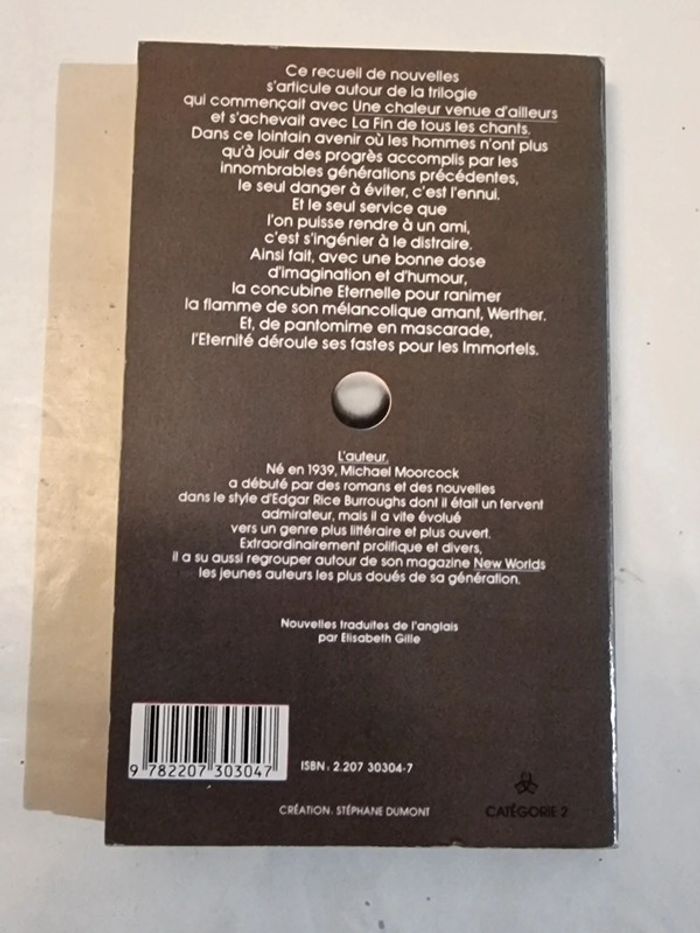 Ce recueil de nouvelles
s'articule autour de la trilogie
qui commençait avec Une chaleur venue d'ailleurs
et s'achevait avec La Fin de tous les chants.
Dans ce lointain avenir où les hommes n'ont plus
qu'à jouir des progrès accomplis par les
innombrables générations précédentes,
le seul danger à éviter, c'est l'ennui.
Et le seul service que
l'on puisse rendre à un ami,
c'est s'ingénier à le distraire.
Ainsi fait, avec une bonne dose
d'imagination et d'humour,
la concubine Eternelle pour ranimer
la flamme de son mélancolique amant, Werther.
Et, de pantomime en mascarade,
l'Eternité déroule ses fastes pour les Immortels.
L'auteur.
Né en 1939, Michael Moorcock
a débuté par des romans et des nouvelles
dans le style d'Edgar Rice Burroughs dont il était un fervent
admirateur, mais il a vite évolué
vers un genre plus littéraire et plus ouvert.
Extraordinairement prolifique et divers,
il a su aussi regrouper autour de son magazine New Worlds
les jeunes auteurs les plus doués de sa génération.
Nouvelles traduites de l'anglais
par Elisabeth Gille
9 782207 303047
ISBN : 2.207 30304-7
CRÉATION : STÉPHANE DUMONT
CATÉGORIE 2